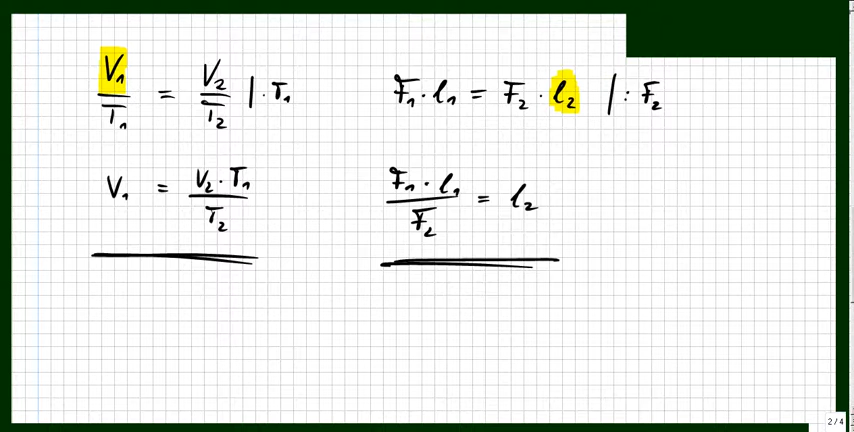 V₁/T₁ = V₂/T₂ | · T₁
V₁ = V₂ · T₁ / T₂
F₁ · l₁ = F₂ · l₂ | : F₂
F₁ · l₁ / F₂ = l₂
2/4